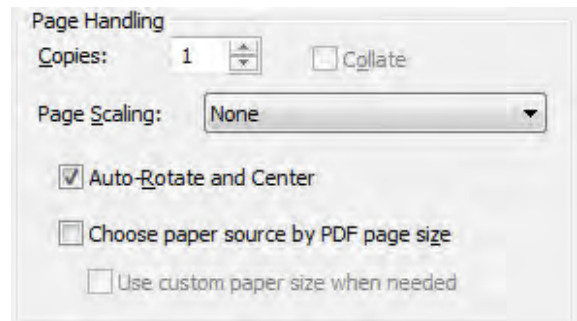 Page Handling
Copies: 1 Collate
Page Scaling: None
Auto-Rotate and Center
Choose paper source by PDF page size
Use custom paper size when needed